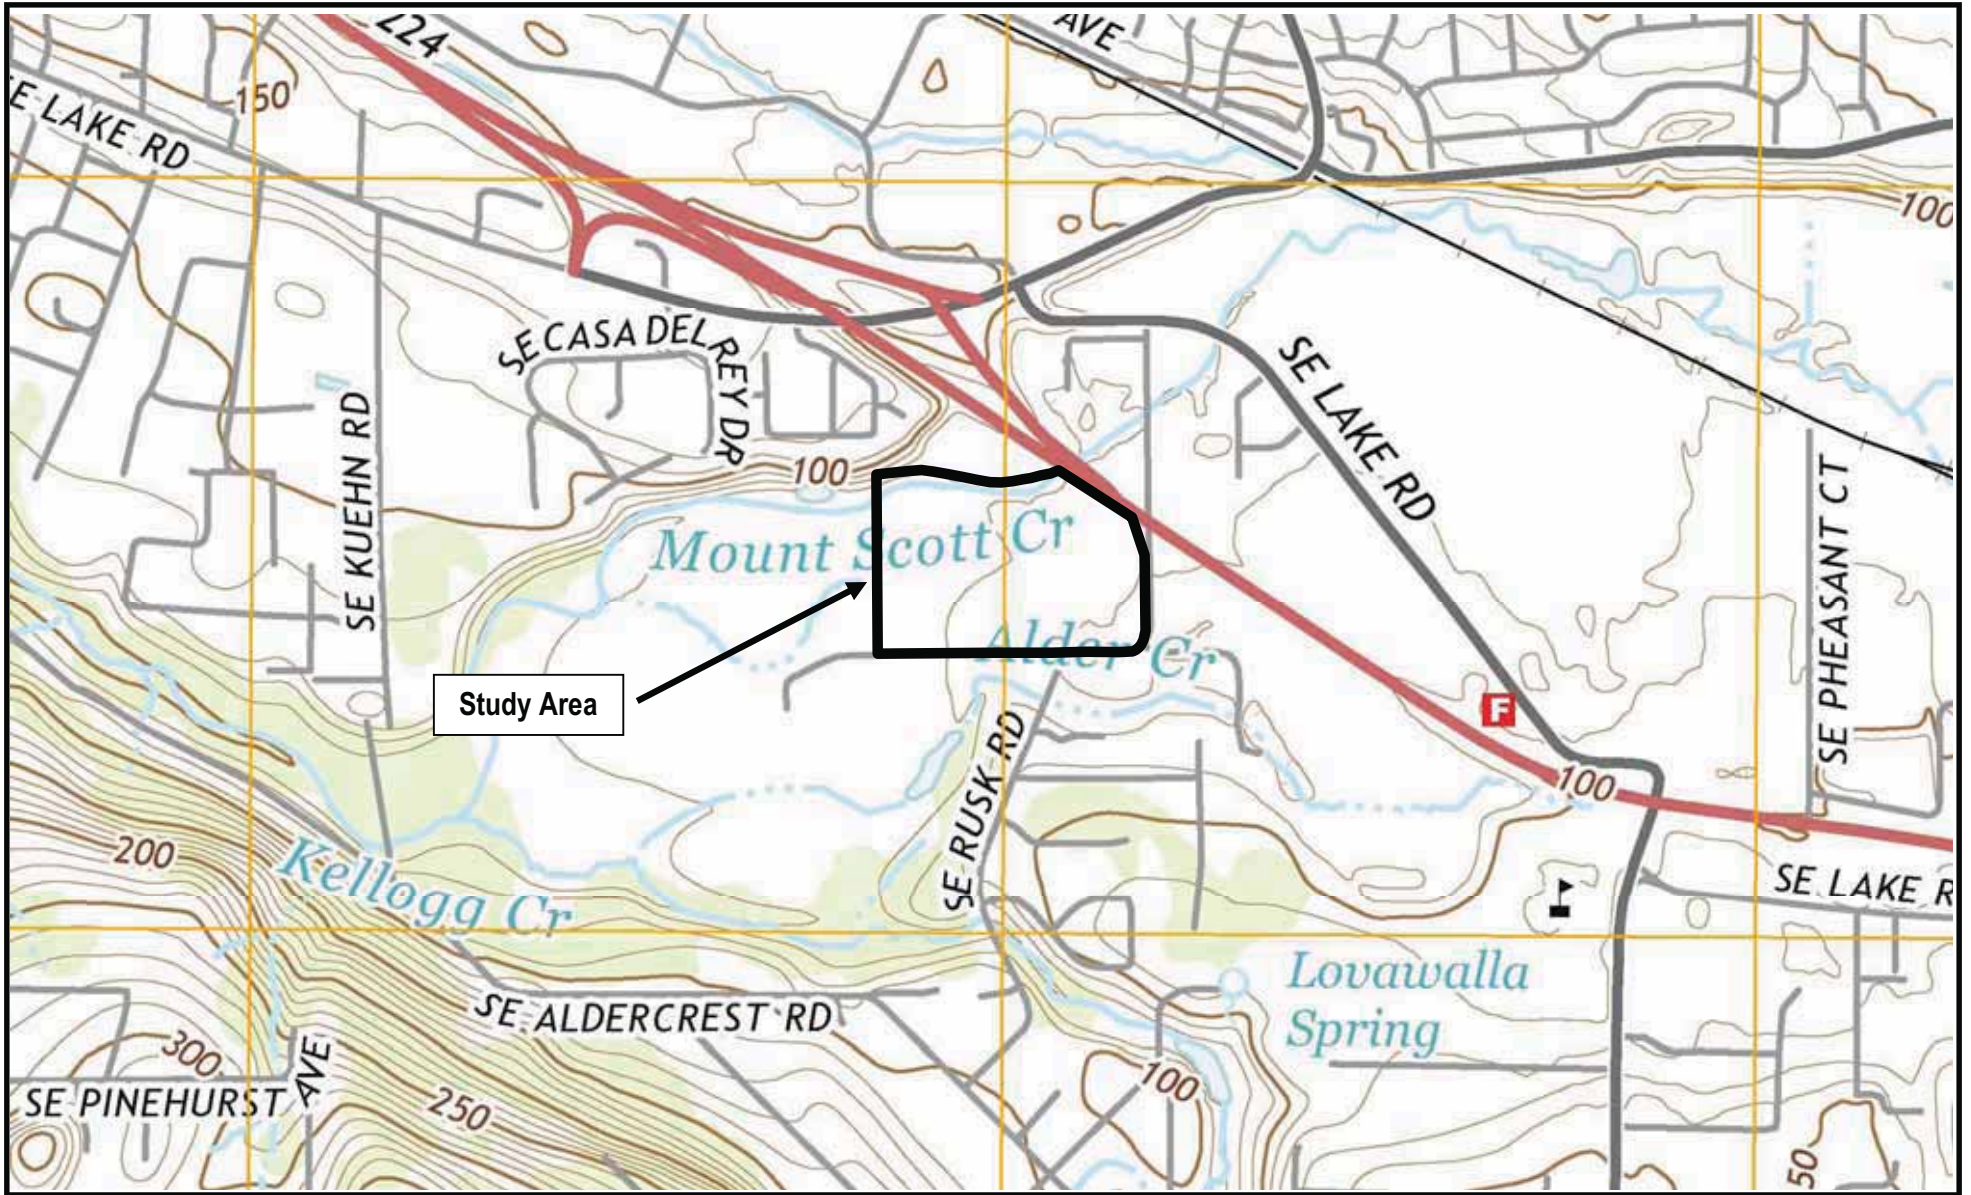 224
AVE
150
SE LAKE RD
100
SE CASA DEL REY DR
SE LAKE RD
100
SE KUEHN RD
SE PHEASANT CT
Mount Scott Cr
Alder Cr
Study Area
F
100
SE RUSK RD
200
Kellogg Cr
SE LAKE R
Lovawalla
Spring
SE ALDERCREST RD
300
AVE
100
SE PINEHURST
250
50